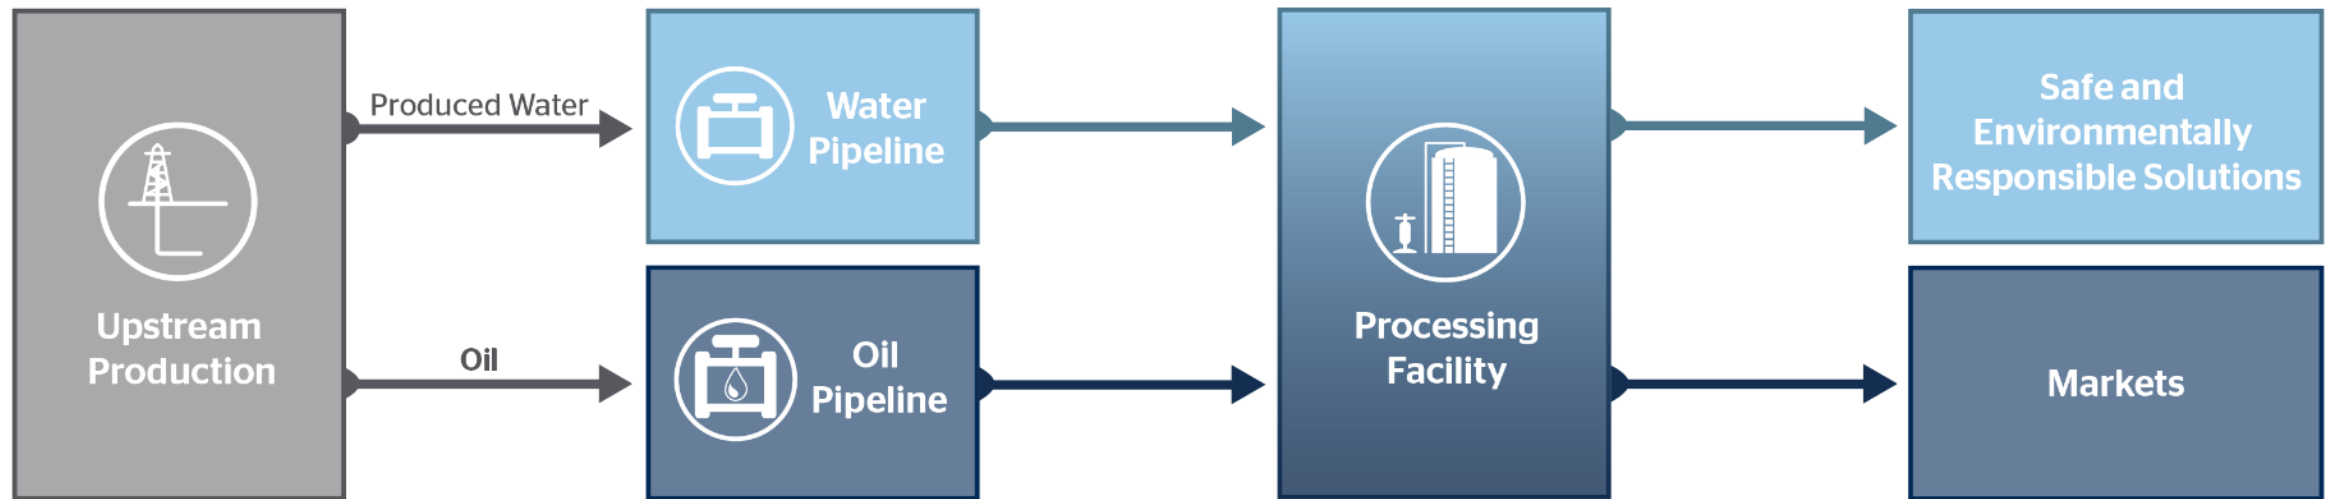 Upstream
Production
Produced Water
Oil
Water
Pipeline
Oil
Pipeline
Processing
Facility
Safe and
Environmentally
Responsible Solutions
Markets